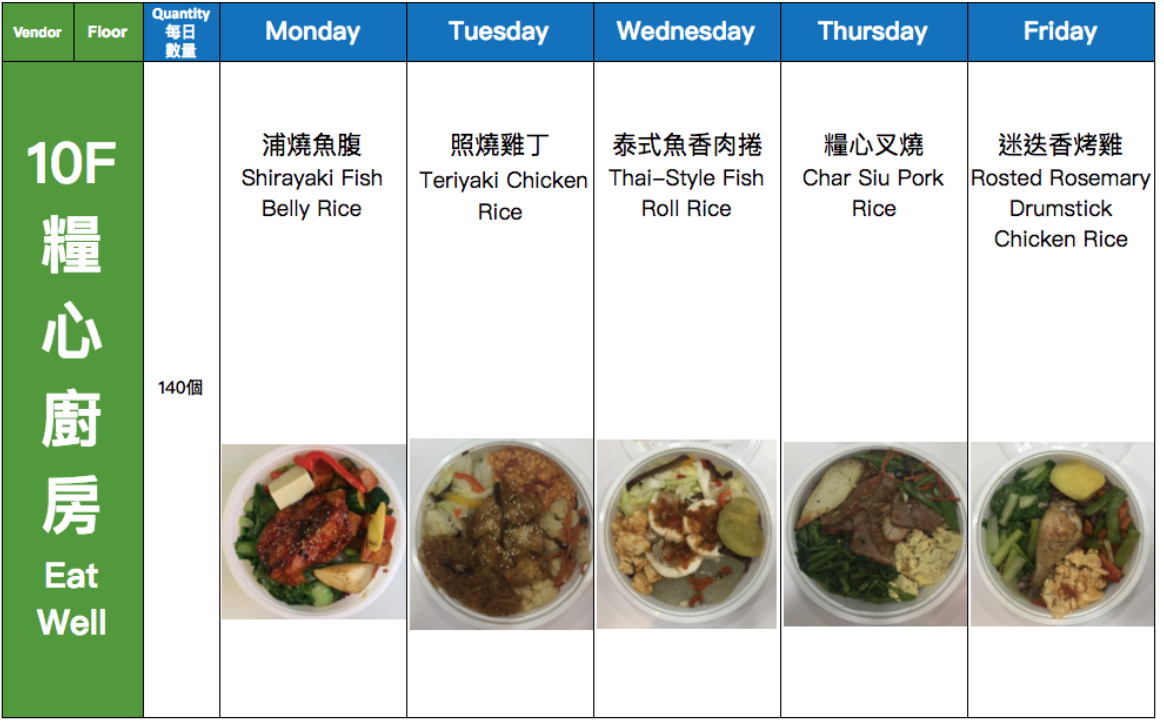 Vendor
Floor
Quantity
每日
數量
Monday
Tuesday
Wednesday
Thursday
Friday
10F
糧
心
廚
房
Eat
Well
140個
浦燒魚腹
Shirayaki Fish
Belly Rice
照燒雞丁
Teriyaki Chicken
Rice
泰式魚香肉捲
Thai-Style Fish
Roll Rice
糧心叉燒
Char Siu Pork
Rice
迷迭香烤雞
Rosted Rosemary
Drumstick
Chicken Rice